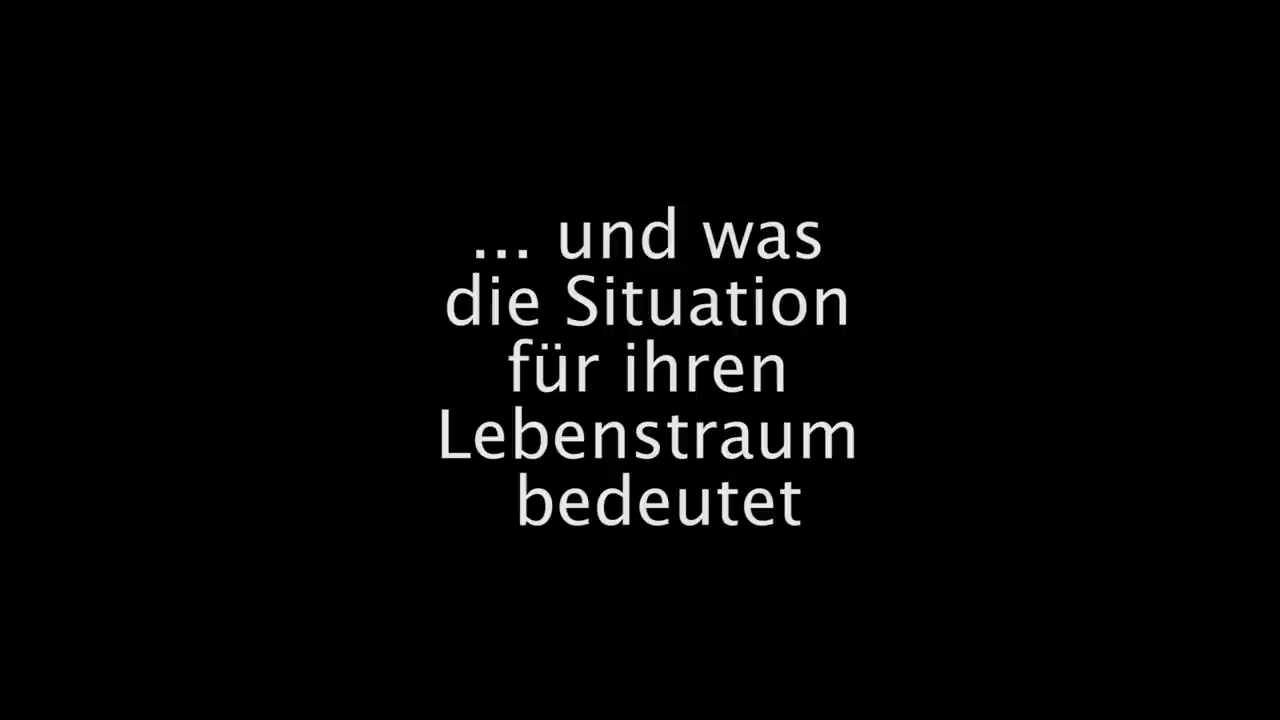 ... und was
die Situation
für ihren
Lebenstraum
bedeutet